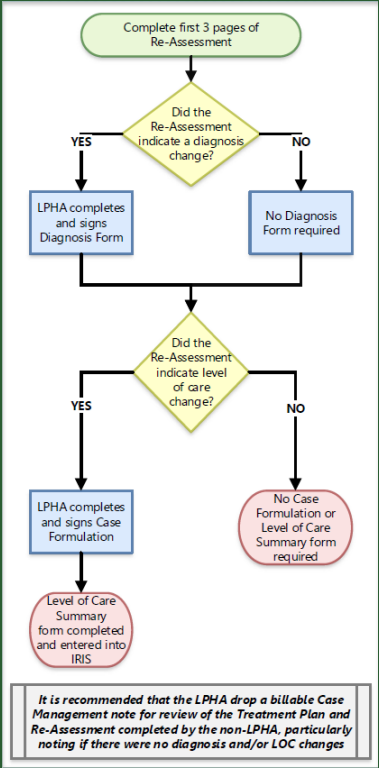 Complete first 3 pages of
Re-Assessment
Did the
Re-Assessment
indicate a diagnosis
change?
YES
NO
LPHA completes
and signs
Diagnosis Form
No Diagnosis
Form required
Did the
Re-Assessment
indicate level
of care
change?
YES
NO
LPHA completes
and signs Case
Formulation
No Case
Formulation or
Level of Care
Summary form
required
Level of Care
Summary
form completed
and entered into
IRIS
It is recommended that the LPHA drop a billable Case
Management note for review of the Treatment Plan and
Re-Assessment completed by the non-LPHA, particularly
noting if there were no diagnosis and/or LOC changes